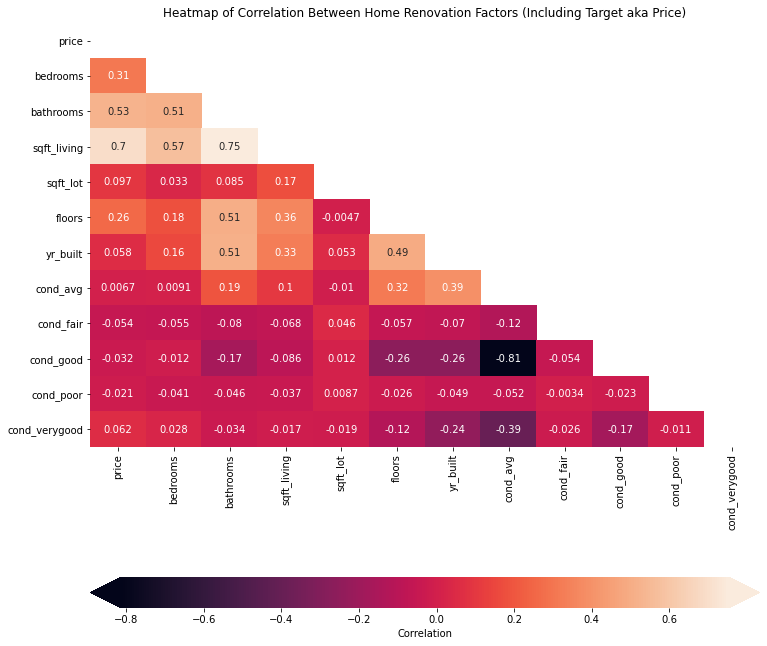 Heatmap of Correlation Between Home Renovation Factors (Including Target aka Price)
price
bedrooms 0.31
bathrooms 0.53 0.51
sqft_living 0.7 0.57 0.75
sqft_lot 0.097 0.033 0.085 0.17
floors 0.26 0.18 0.51 0.36 -0.0047
yr_built 0.058 0.16 0.51 0.33 0.053 0.49
cond_avg 0.0067 0.0091 0.19 0.1 -0.01 0.32 0.39
cond_fair -0.054 -0.055 -0.08 -0.068 0.046 -0.057 -0.07 -0.12
cond_good -0.032 -0.012 -0.17 -0.086 0.012 -0.26 -0.26 -0.81 -0.054
cond_poor -0.021 -0.041 -0.046 -0.037 0.0087 -0.026 -0.049 -0.052 -0.0034 -0.023
cond_verygood 0.062 0.028 -0.034 -0.017 -0.019 -0.12 -0.24 -0.39 -0.026 -0.17 -0.011
price bedrooms bathrooms sqft_living sqft_lot floors yr_built cond_avg cond_fair cond_good cond_poor cond_verygood
−0.8 −0.6 −0.4 −0.2 0.0 0.2 0.4 0.6
Correlation